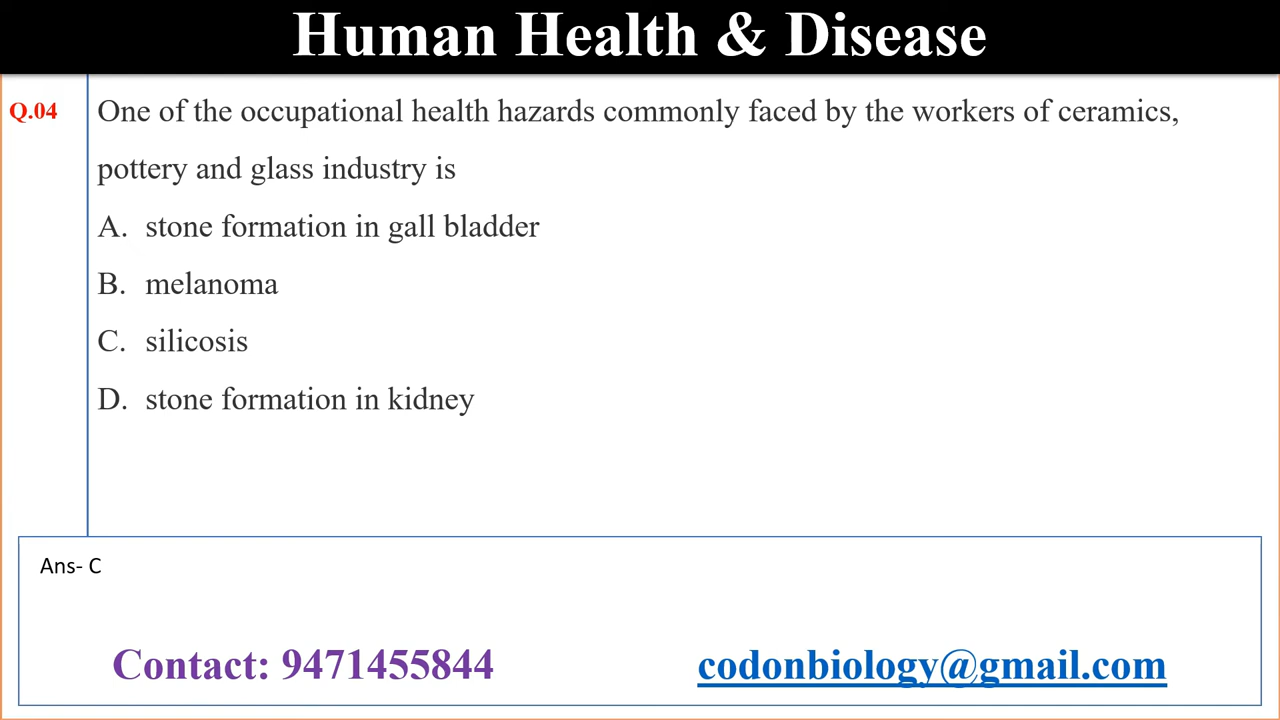 Human Health & Disease
Q.04 One of the occupational health hazards commonly faced by the workers of ceramics,
pottery and glass industry is
A. stone formation in gall bladder
B. melanoma
C. silicosis
D. stone formation in kidney
Ans- C
Contact: 9471455844 codonbiology@gmail.com